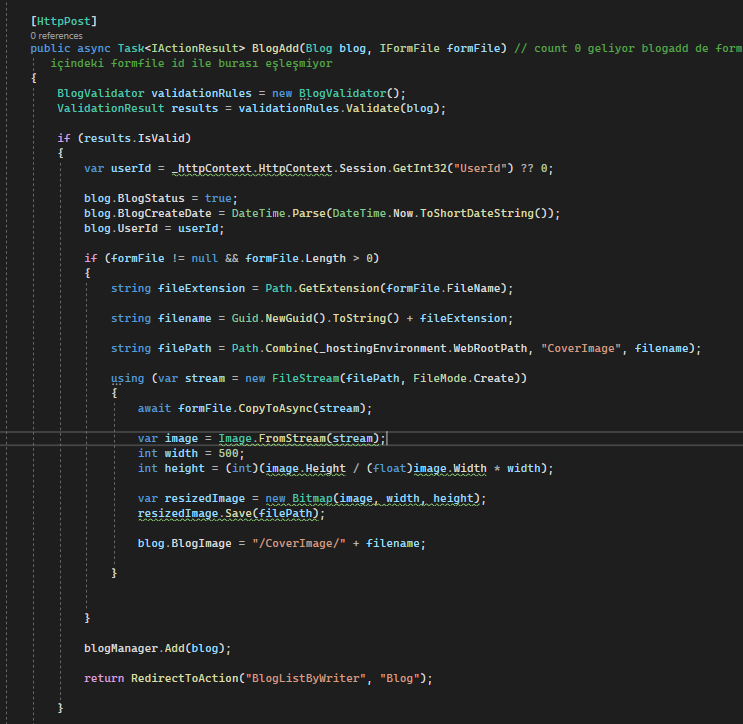 [HttpPost]
0 references
public async Task<IActionResult> BlogAdd(Blog blog, IFormFile formFile) // count 0 geliyor blogadd de form
içindeki formfile id ile burası eşleşmiyor
{
BlogValidator validationRules = new BlogValidator();
ValidationResult results = validationRules.Validate(blog);
if (results.IsValid)
{
var userId = _httpContext.HttpContext.Session.GetInt32("UserId") ?? 0;
blog.BlogStatus = true;
blog.BlogCreateDate = DateTime.Parse(DateTime.Now.ToShortDateString());
blog.UserId = userId;
if (formFile != null && formFile.Length > 0)
{
string fileExtension = Path.GetExtension(formFile.FileName);
string filename = Guid.NewGuid().ToString() + fileExtension;
string filePath = Path.Combine(_hostingEnvironment.WebRootPath, "CoverImage", filename);
using (var stream = new FileStream(filePath, FileMode.Create))
{
await formFile.CopyToAsync(stream);
var image = Image.FromStream(stream);
int width = 500;
int height = (int)(image.Height / (float)image.Width * width);
var resizedImage = new Bitmap(image, width, height);
resizedImage.Save(filePath);
blog.BlogImage = "/CoverImage/" + filename;
}
}
blogManager.Add(blog);
return RedirectToAction("BlogListByWriter", "Blog");
}